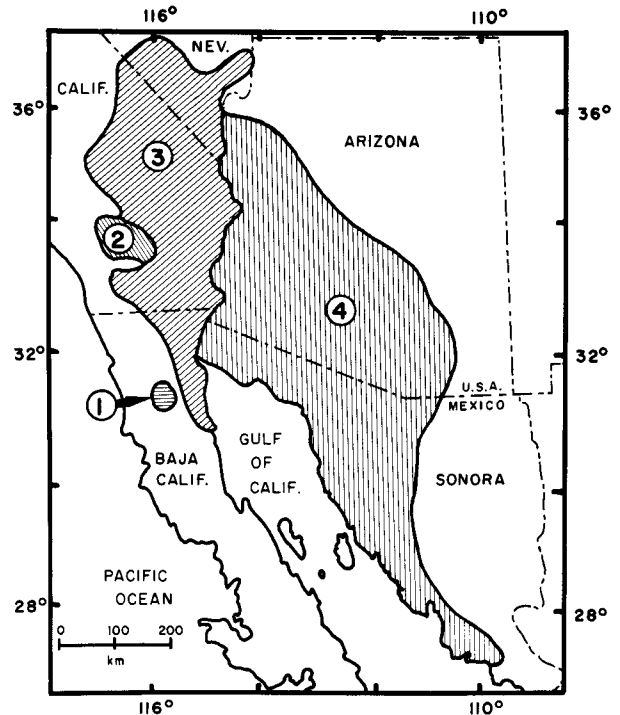 116° 110°
NEV.
CALIF.
36° 36°
ARIZONA
3
2
4
32° 32°
U.S.A.
MEXICO
1
GULF
OF
CALIF.
BAJA
CALIF.
SONORA
PACIFIC
OCEAN
28° 28°
0 100 200
km
116° 110°